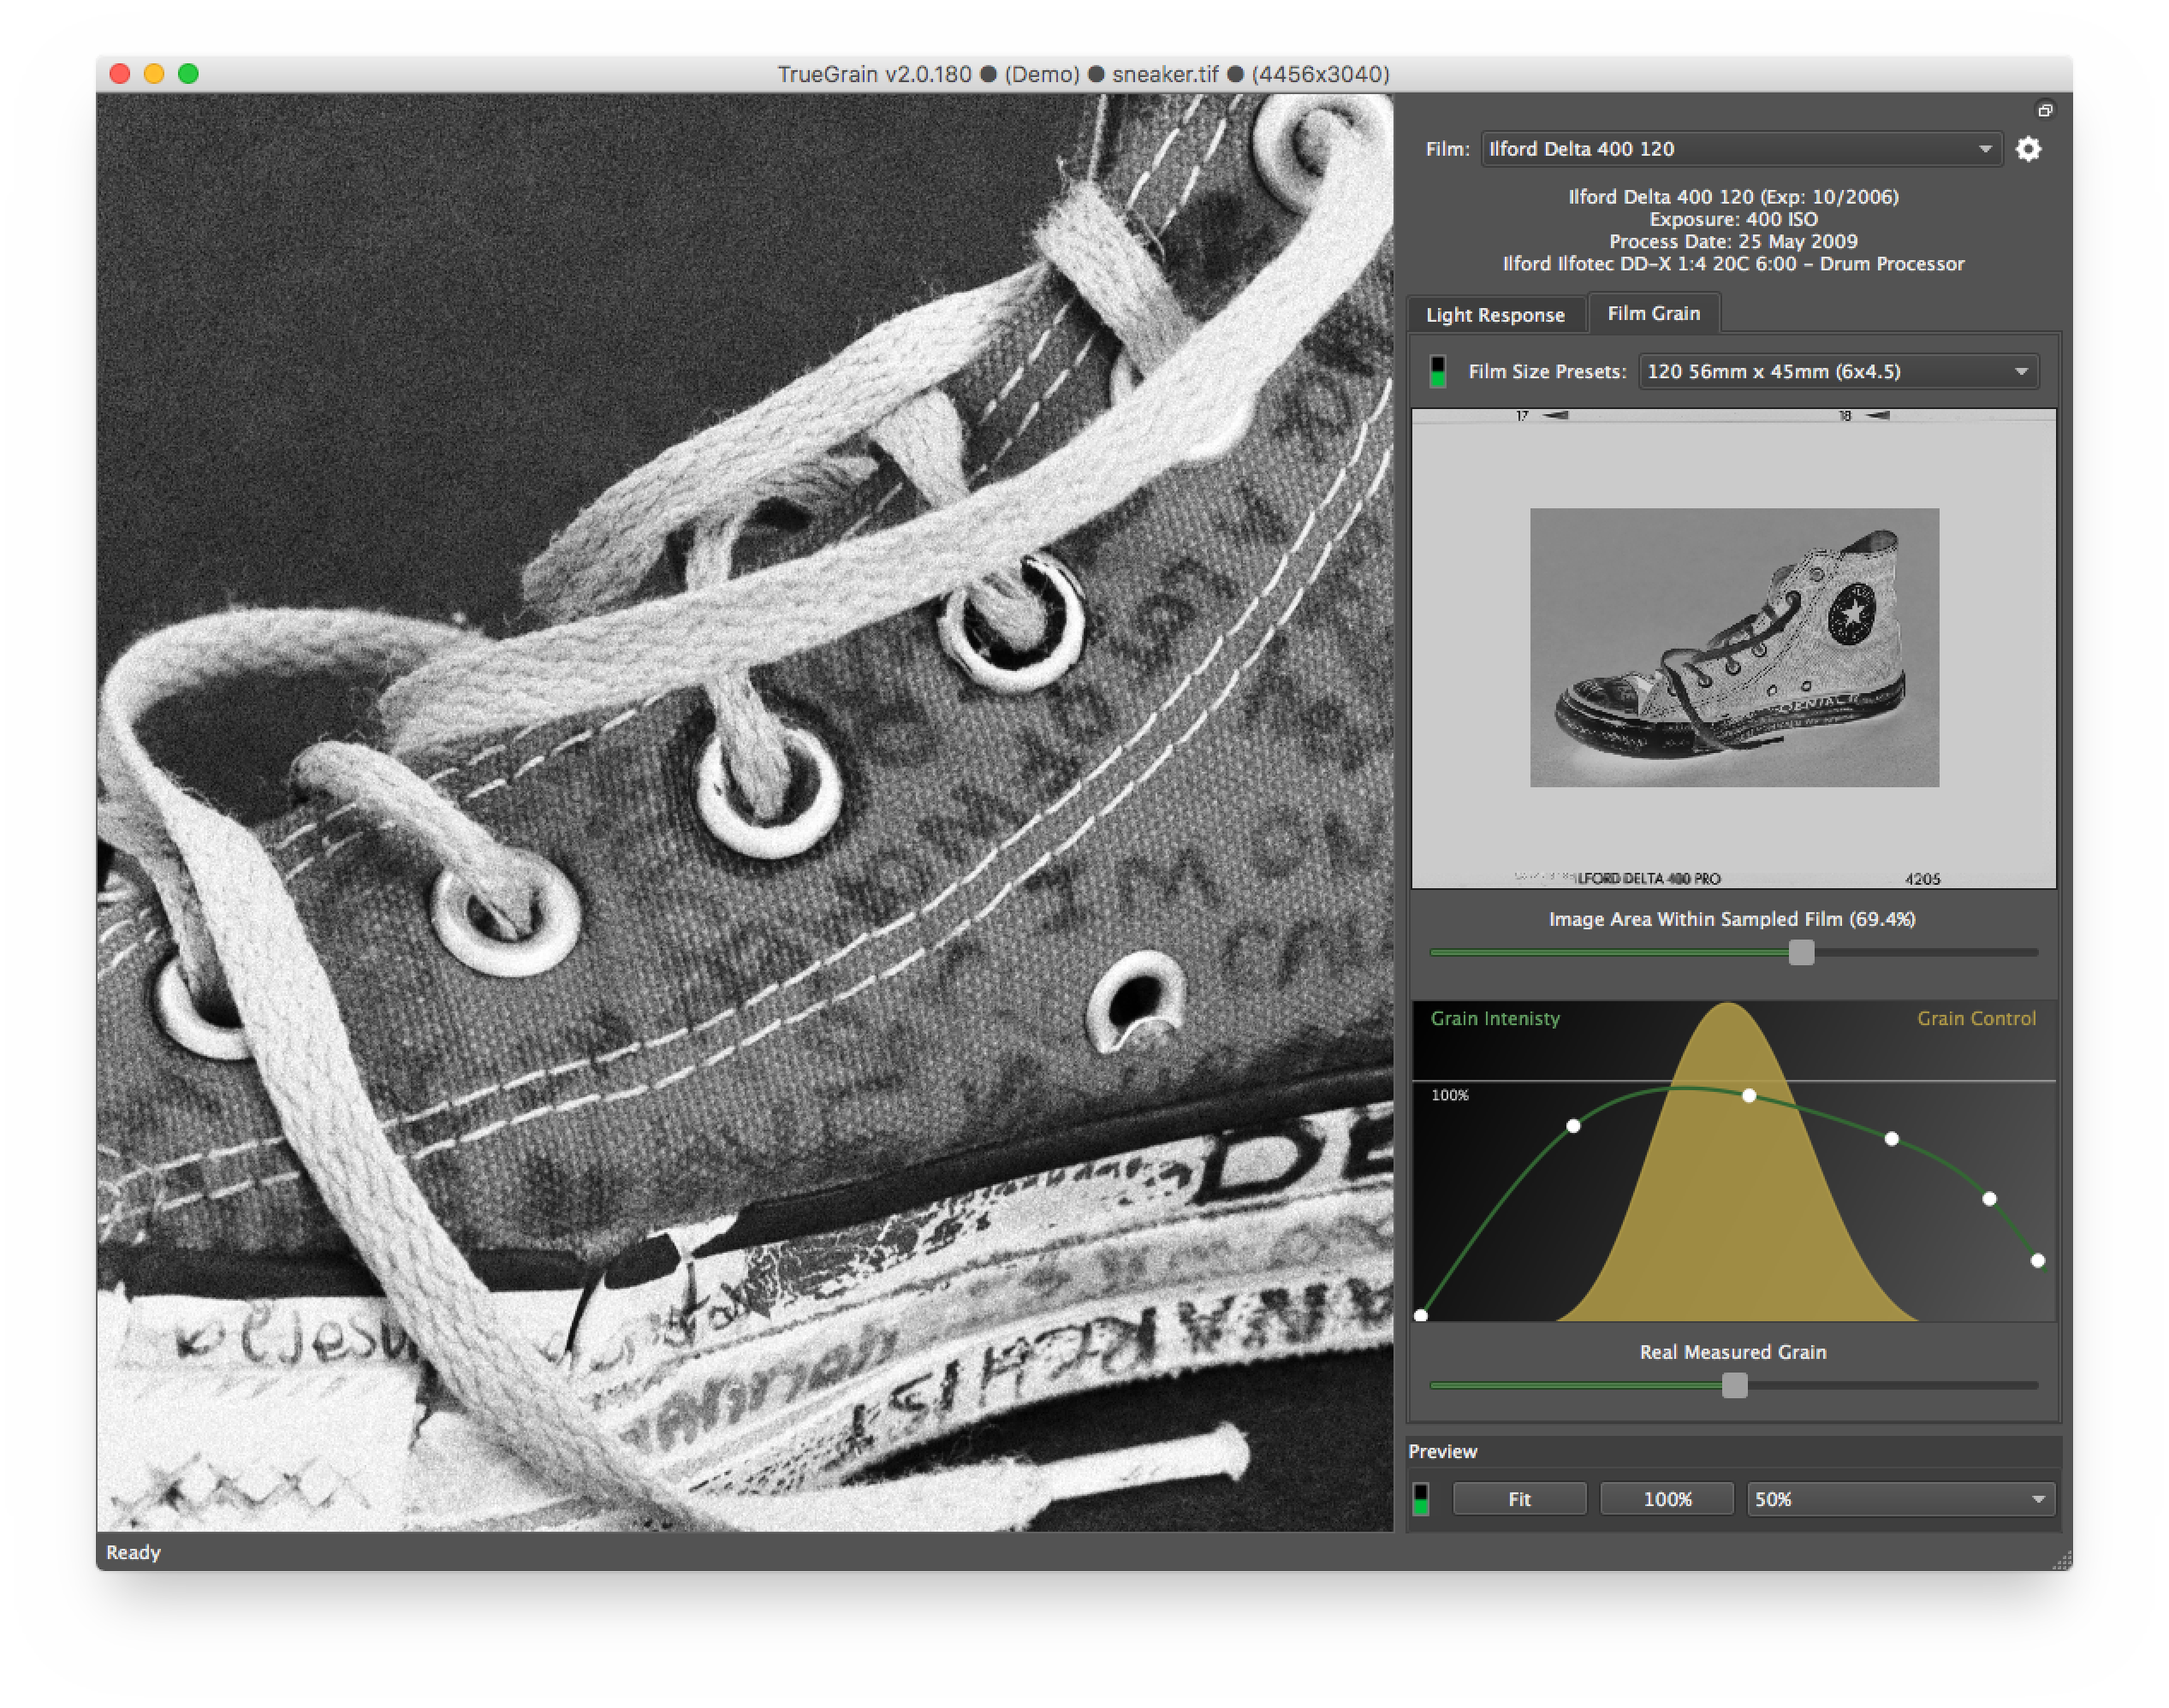 TrueGrain v2.0.180 ● (Demo) ● sneaker.tif ● (4456x3040)
Film: Ilford Delta 400 120
Ilford Delta 400 120 (Exp: 10/2006)
Exposure: 400 ISO
Process Date: 25 May 2009
Ilford Ilfotec DD-X 1:4 20C 6:00 - Drum Processor
Light Response Film Grain
Film Size Presets: 120 56mm x 45mm (6x4.5)
17 18
DENIAL
ILFORD DELTA 400 PRO 4205
Image Area Within Sampled Film (69.4%)
Grain Intenisty Grain Control
100%
Real Measured Grain
Preview
Fit 100% 50%
DE
Ready